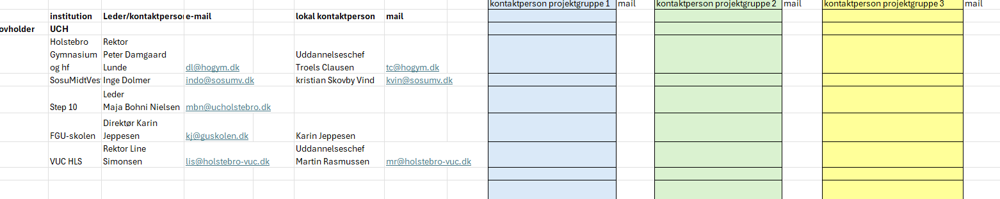 kontaktperson projektgruppe 1 mail kontaktperson projektgruppe 2 mail kontaktperson projektgruppe 3 mail
institution Leder/kontaktperson e-mail lokal kontaktperson mail
ovholder UCH
Holstebro Rektor
Gymnasium Peter Damgaard Uddannelseschef
og hf Lunde dl@hogym.dk Troels Clausen tc@hogym.dk
SosuMidtVest Inge Dolmer indo@sosumv.dk kristian Skovby Vind kvin@sosumv.dk
Leder
Step 10 Maja Bohni Nielsen mbn@ucholstebro.dk
Direktør Karin
FGU-skolen Jeppesen kj@guskolen.dk Karin Jeppesen
Rektor Line Uddannelseschef
VUC HLS Simonsen lis@holstebro-vuc.dk Martin Rasmussen mr@holstebro-vuc.dk